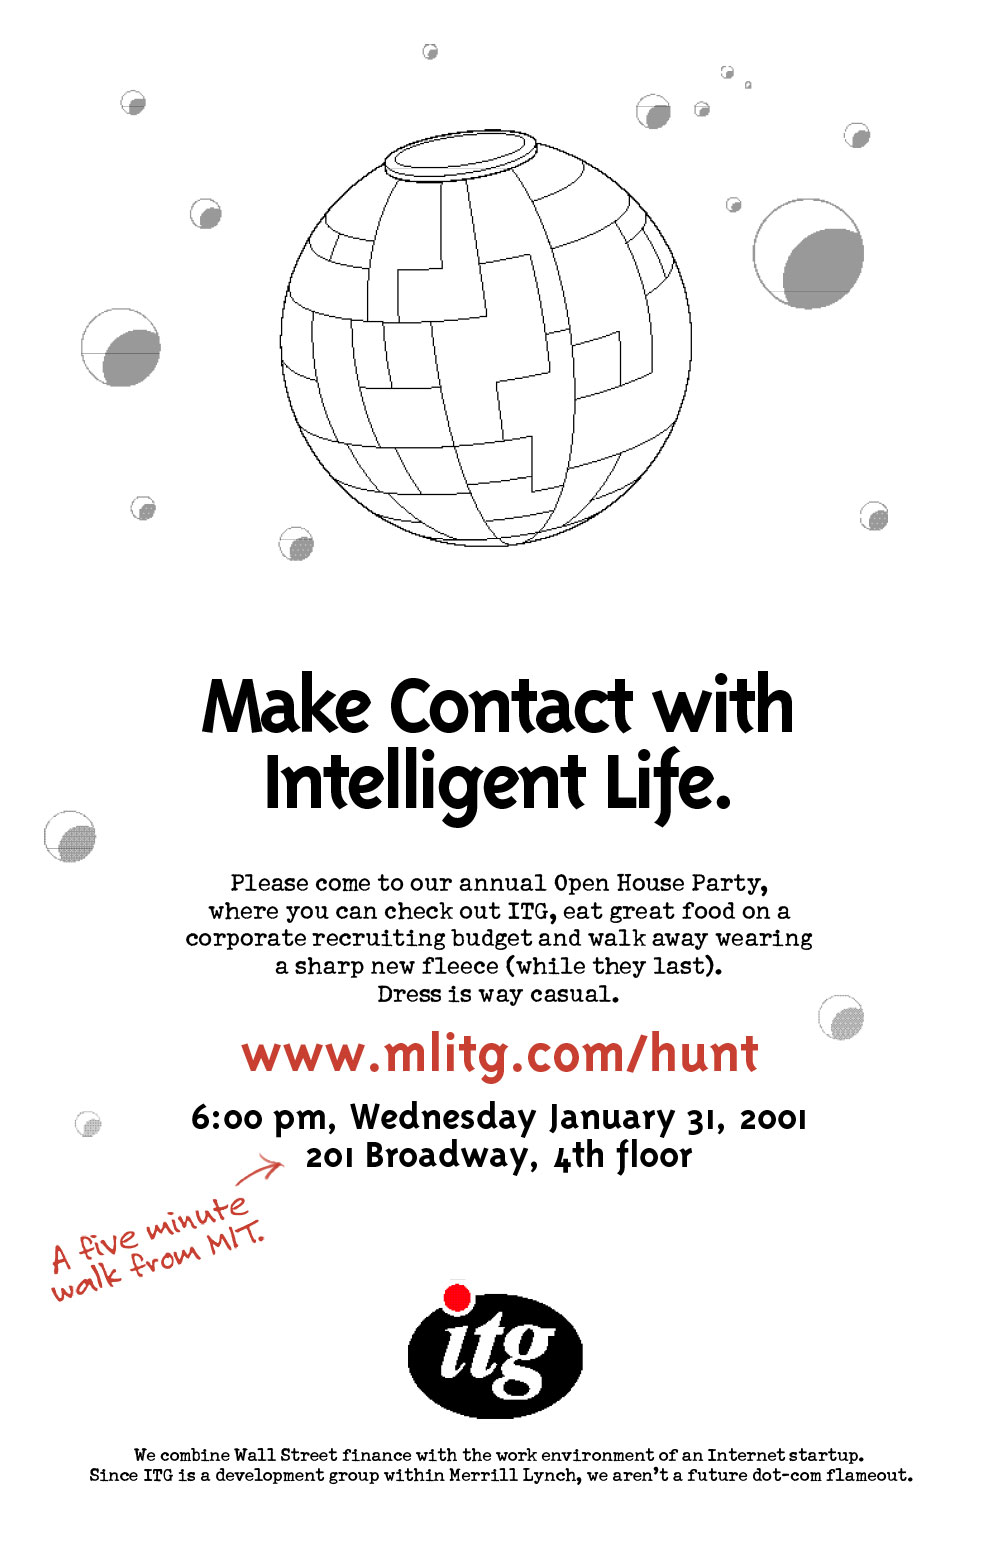 Make Contact with
Intelligent Life.
Please come to our annual Open House Party,
where you can check out ITG, eat great food on a
corporate recruiting budget and walk away wearing
a sharp new fleece (while they last).
Dress is way casual.
www.mlitg.com/hunt
6:00 pm, Wednesday January 31, 2001
201 Broadway, 4th floor
A five minute
walk from MIT.
itg
We combine Wall Street finance with the work environment of an Internet startup.
Since ITG is a development group within Merrill Lynch, we aren't a future dot-com flameout.